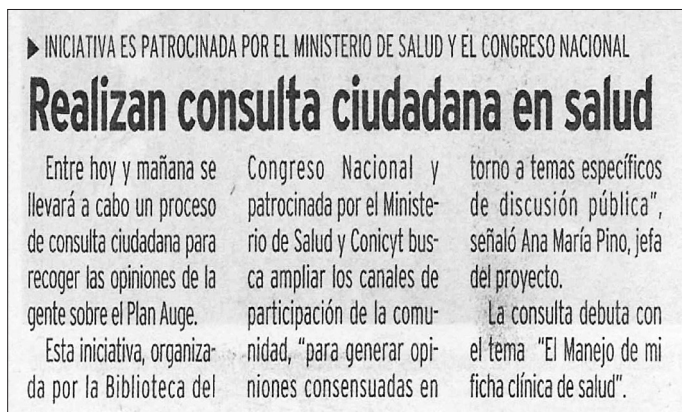 ▶ INICIATIVA ES PATROCINADA POR EL MINISTERIO DE SALUD Y EL CONGRESO NACIONAL
Realizan consulta ciudadana en salud
Entre hoy y mañana se
llevará a cabo un proceso
de consulta ciudadana para
recoger las opiniones de la
gente sobre el Plan Auge.
Esta iniciativa, organiza-
da por la Biblioteca del
Congreso Nacional y
patrocinada por el Ministe-
rio de Salud y Conicyt bus-
ca ampliar los canales de
participación de la comu-
nidad, “para generar opi-
niones consensuadas en
torno a temas específicos
de discusión pública”,
señaló Ana María Pino, jefa
del proyecto.
La consulta debuta con
el tema “El Manejo de mi
ficha clínica de salud”.